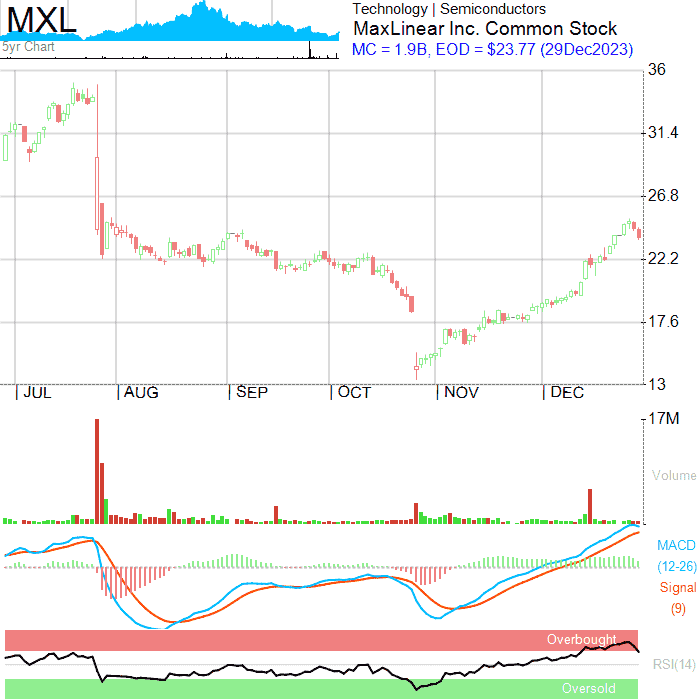 MXL
5yr Chart
Technology | Semiconductors
MaxLinear Inc. Common Stock
MC = 1.9B, EOD = $23.77 (29Dec2023)
36
31.4
26.8
22.2
17.6
13
JUL AUG SEP OCT NOV DEC
17M
Volume
MACD
(12-26)
Signal
(9)
Overbought
RSI(14)
Oversold